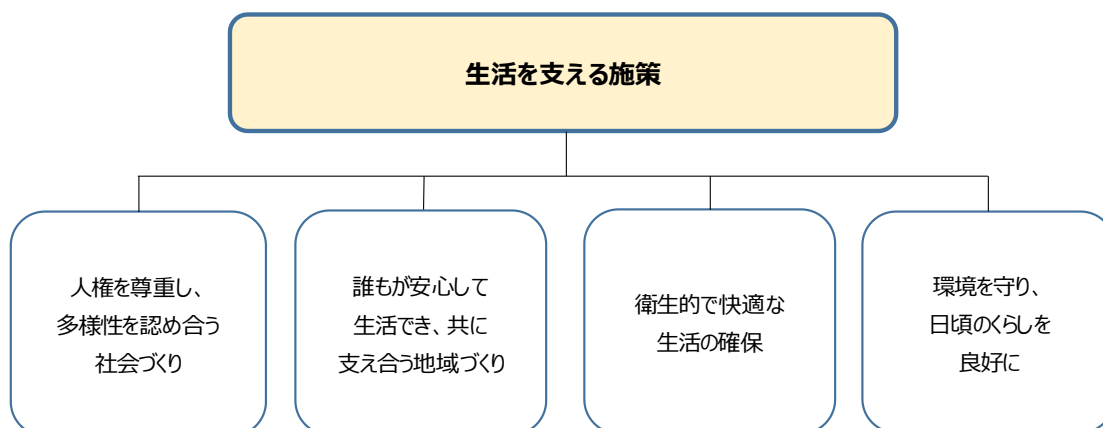 生活を支える施策
人権を尊重し、
多様性を認め合う
社会づくり
誰もが安心して
生活でき、共に
支え合う地域づくり
衛生的で快適な
生活の確保
環境を守り、
日頃のくらしを
良好に